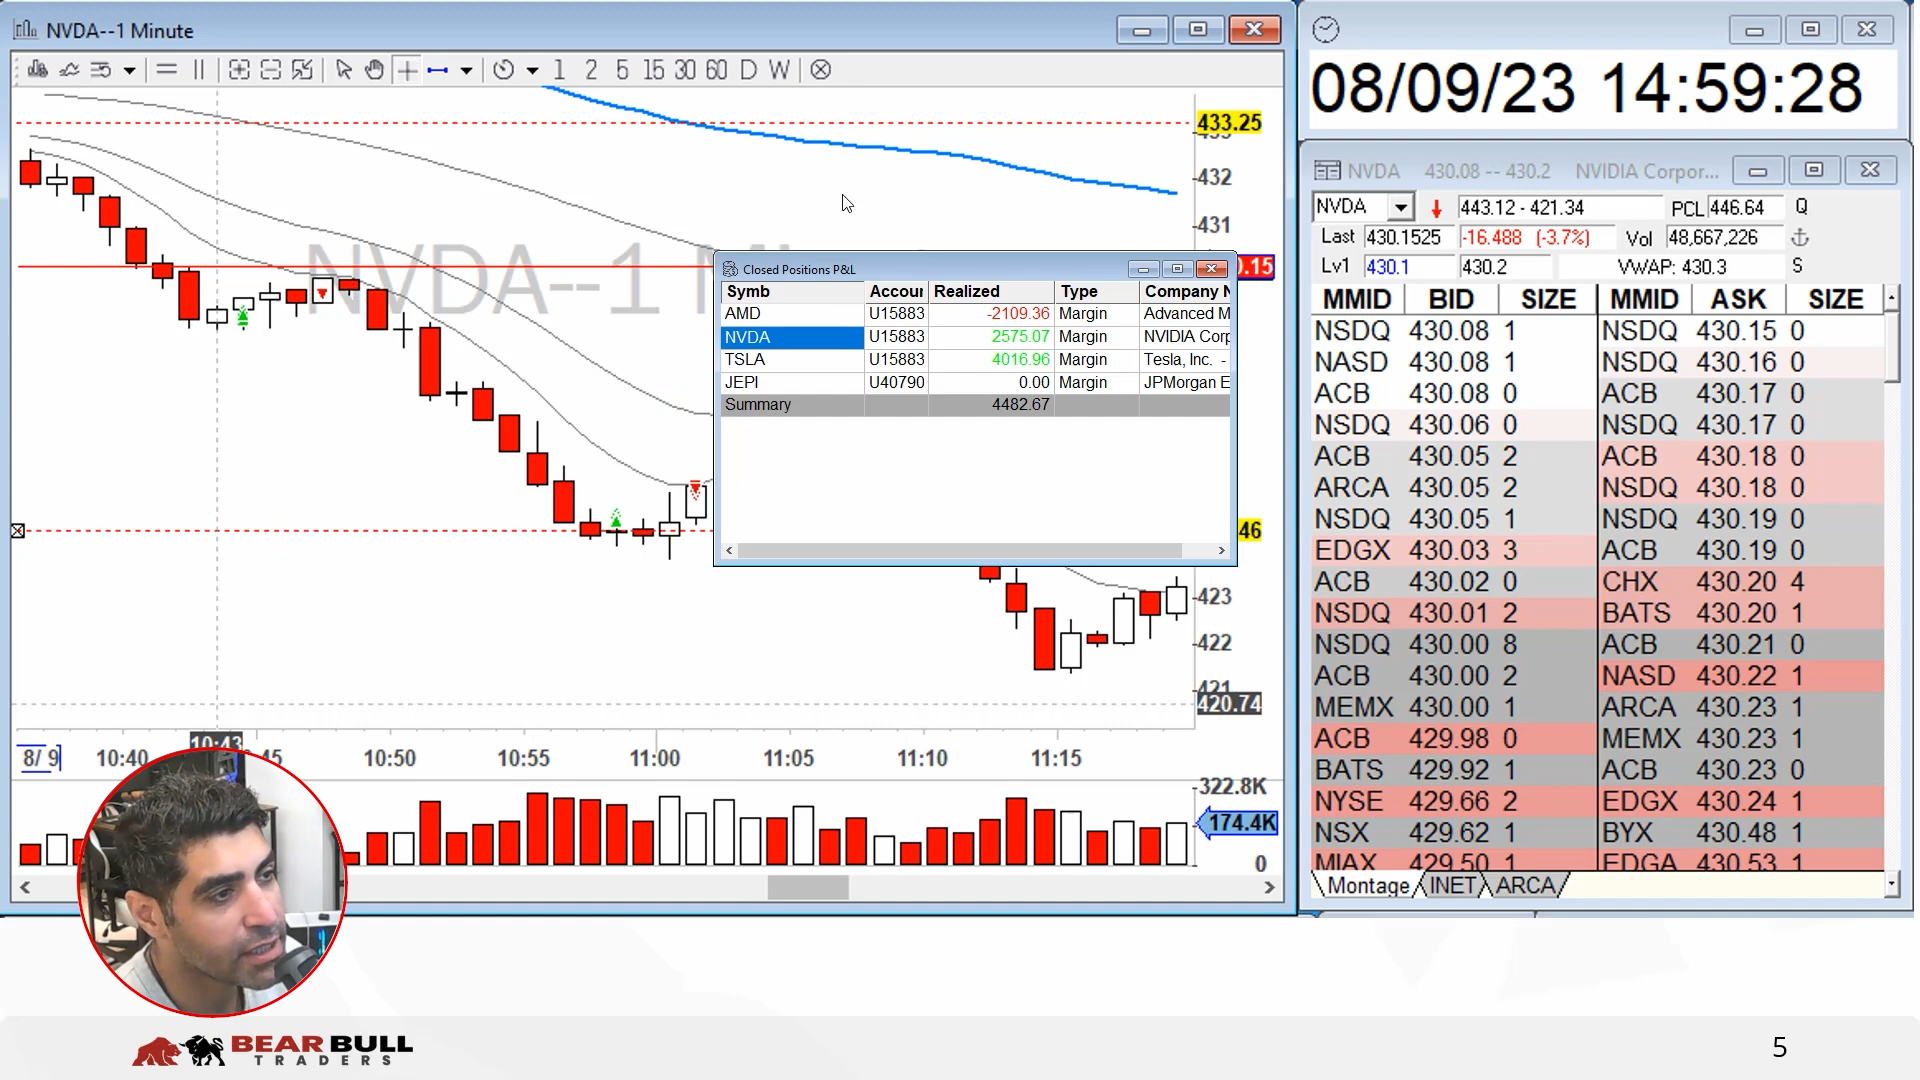 NVDA--1 Minute
1 2 5 15 30 60 D W
433.25
432
431
NVDA--1 Mi
0.15
46
423
422
421
420.74
8/ 9 10:40 10:43 45 10:50 10:55 11:00 11:05 11:10 11:15
322.8K
174.4K
0
Closed Positions P&L
Symb Accour Realized Type Company N
AMD U15883 -2109.36 Margin Advanced M
NVDA U15883 2575.07 Margin NVIDIA Corp
TSLA U15883 4016.96 Margin Tesla, Inc. -
JEPI U40790 0.00 Margin JPMorgan E
Summary 4482.67
08/09/23 14:59:28
NVDA 430.08 -- 430.2 NVIDIA Corpor...
NVDA 443.12 - 421.34 PCL 446.64 Q
Last 430.1525 -16.488 (-3.7%) Vol 48,667,226
Lv1 430.1 430.2 VWAP: 430.3 S
MMID BID SIZE MMID ASK SIZE
NSDQ 430.08 1 NSDQ 430.15 0
NASD 430.08 1 NSDQ 430.16 0
ACB 430.08 0 ACB 430.17 0
NSDQ 430.06 0 NSDQ 430.17 0
ACB 430.05 2 ACB 430.18 0
ARCA 430.05 2 NSDQ 430.18 0
NSDQ 430.05 1 NSDQ 430.19 0
EDGX 430.03 3 ACB 430.19 0
ACB 430.02 0 CHX 430.20 4
NSDQ 430.01 2 BATS 430.20 1
NSDQ 430.00 8 ACB 430.21 0
ACB 430.00 2 NASD 430.22 1
MEMX 430.00 1 ARCA 430.23 1
ACB 429.98 0 MEMX 430.23 1
BATS 429.92 1 ACB 430.23 0
NYSE 429.66 2 EDGX 430.24 1
NSX 429.62 1 BYX 430.48 1
MIAX 429.50 1 EDGA 430.53 1
Montage INET ARCA
BEAR BULL
TRADERS
5